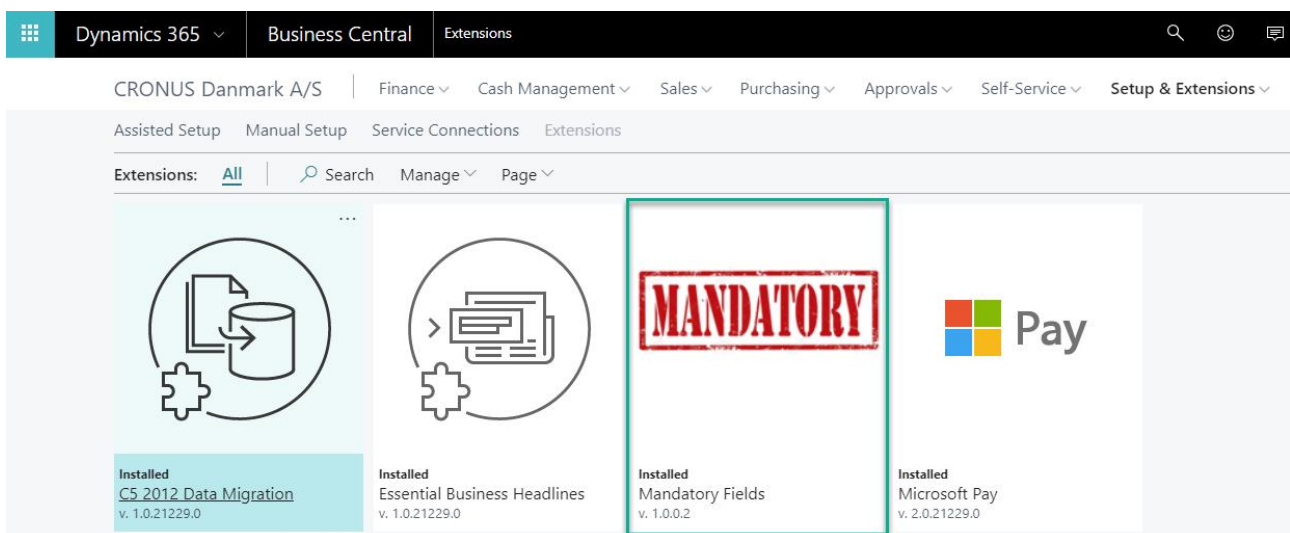 Dynamics 365 Business Central Extensions
CRONUS Danmark A/S Finance Cash Management Sales Purchasing Approvals Self-Service Setup & Extensions
Assisted Setup Manual Setup Service Connections Extensions
Extensions: All Search Manage Page
...
MANDATORY
Pay
Installed Installed Installed Installed
C5 2012 Data Migration Essential Business Headlines Mandatory Fields Microsoft Pay
v. 1.0.21229.0 v. 1.0.21229.0 v. 1.0.0.2 v. 2.0.21229.0